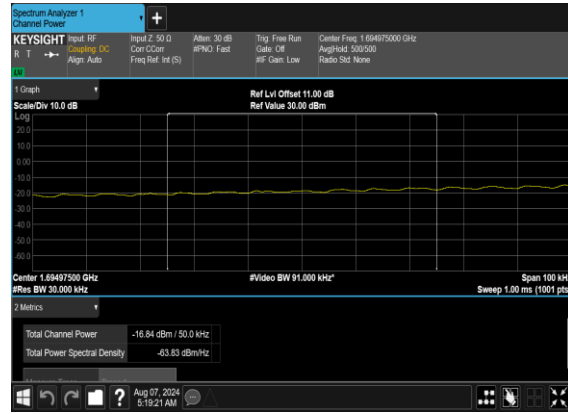 Spectrum Analyzer 1
Channel Power
+
KEYSIGHT Input: RF Input Z: 50 Ω Atten: 30 dB Trig: Free Run Center Freq: 1.694975000 GHz
R T Coupling: DC Corr CCorr #PNO: Fast Gate: Off Avg|Hold: 500/500
Align: Auto Freq Ref: Int (S) #IF Gain: Low Radio Std: None
1 Graph
Ref Lvl Offset 11.00 dB
Scale/Div 10.0 dB Ref Value 30.00 dBm
Log
20.0
10.0
0.00
-10.0
-20.0
-30.0
-40.0
-50.0
-60.0
Center 1.69497500 GHz #Video BW 91.000 kHz* Span 100 kH
#Res BW 30.000 kHz Sweep 1.00 ms (1001 pts
2 Metrics
Total Channel Power -16.84 dBm / 50.0 kHz
Total Power Spectral Density -63.83 dBm/Hz
? Aug 07, 2024
5:19:21 AM